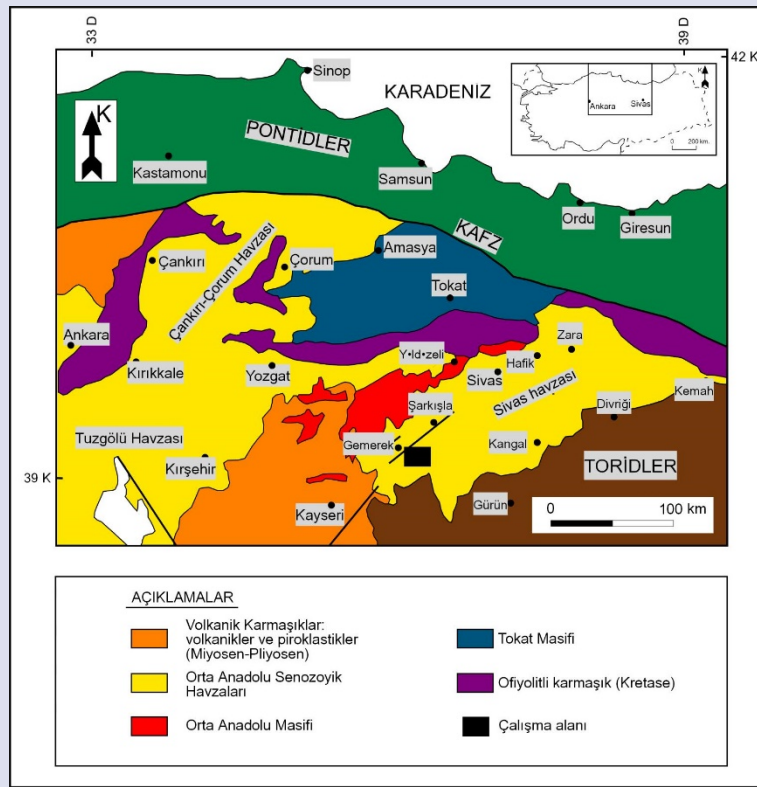 33 D
39 D
42 K
Sinop
KARADENİZ
Ankara
Sivas
0 200 km.
K
PONTİDLER
Kastamonu
Samsun
Ordu
Giresun
KAFZ
Amasya
Çankırı
Çankırı-Çorum Havzası
Çorum
Tokat
Ankara
Kırıkkale
Yozgat
Y•ld•zeli
Sivas
Hafik
Zara
Sivas havzası
Kemah
Divriği
Şarkışla
Gemerek
Kangal
Tuzgölü Havzası
Kırşehir
39 K
TORİDLER
Kayseri
Gürün
0 100 km
AÇIKLAMALAR
Volkanik Karmaşıklar:
volkanikler ve piroklastikler
(Miyosen-Pliyosen)
Orta Anadolu Senozoyik
Havzaları
Orta Anadolu Masifi
Tokat Masifi
Ofiyolitli karmaşık (Kretase)
Çalışma alanı